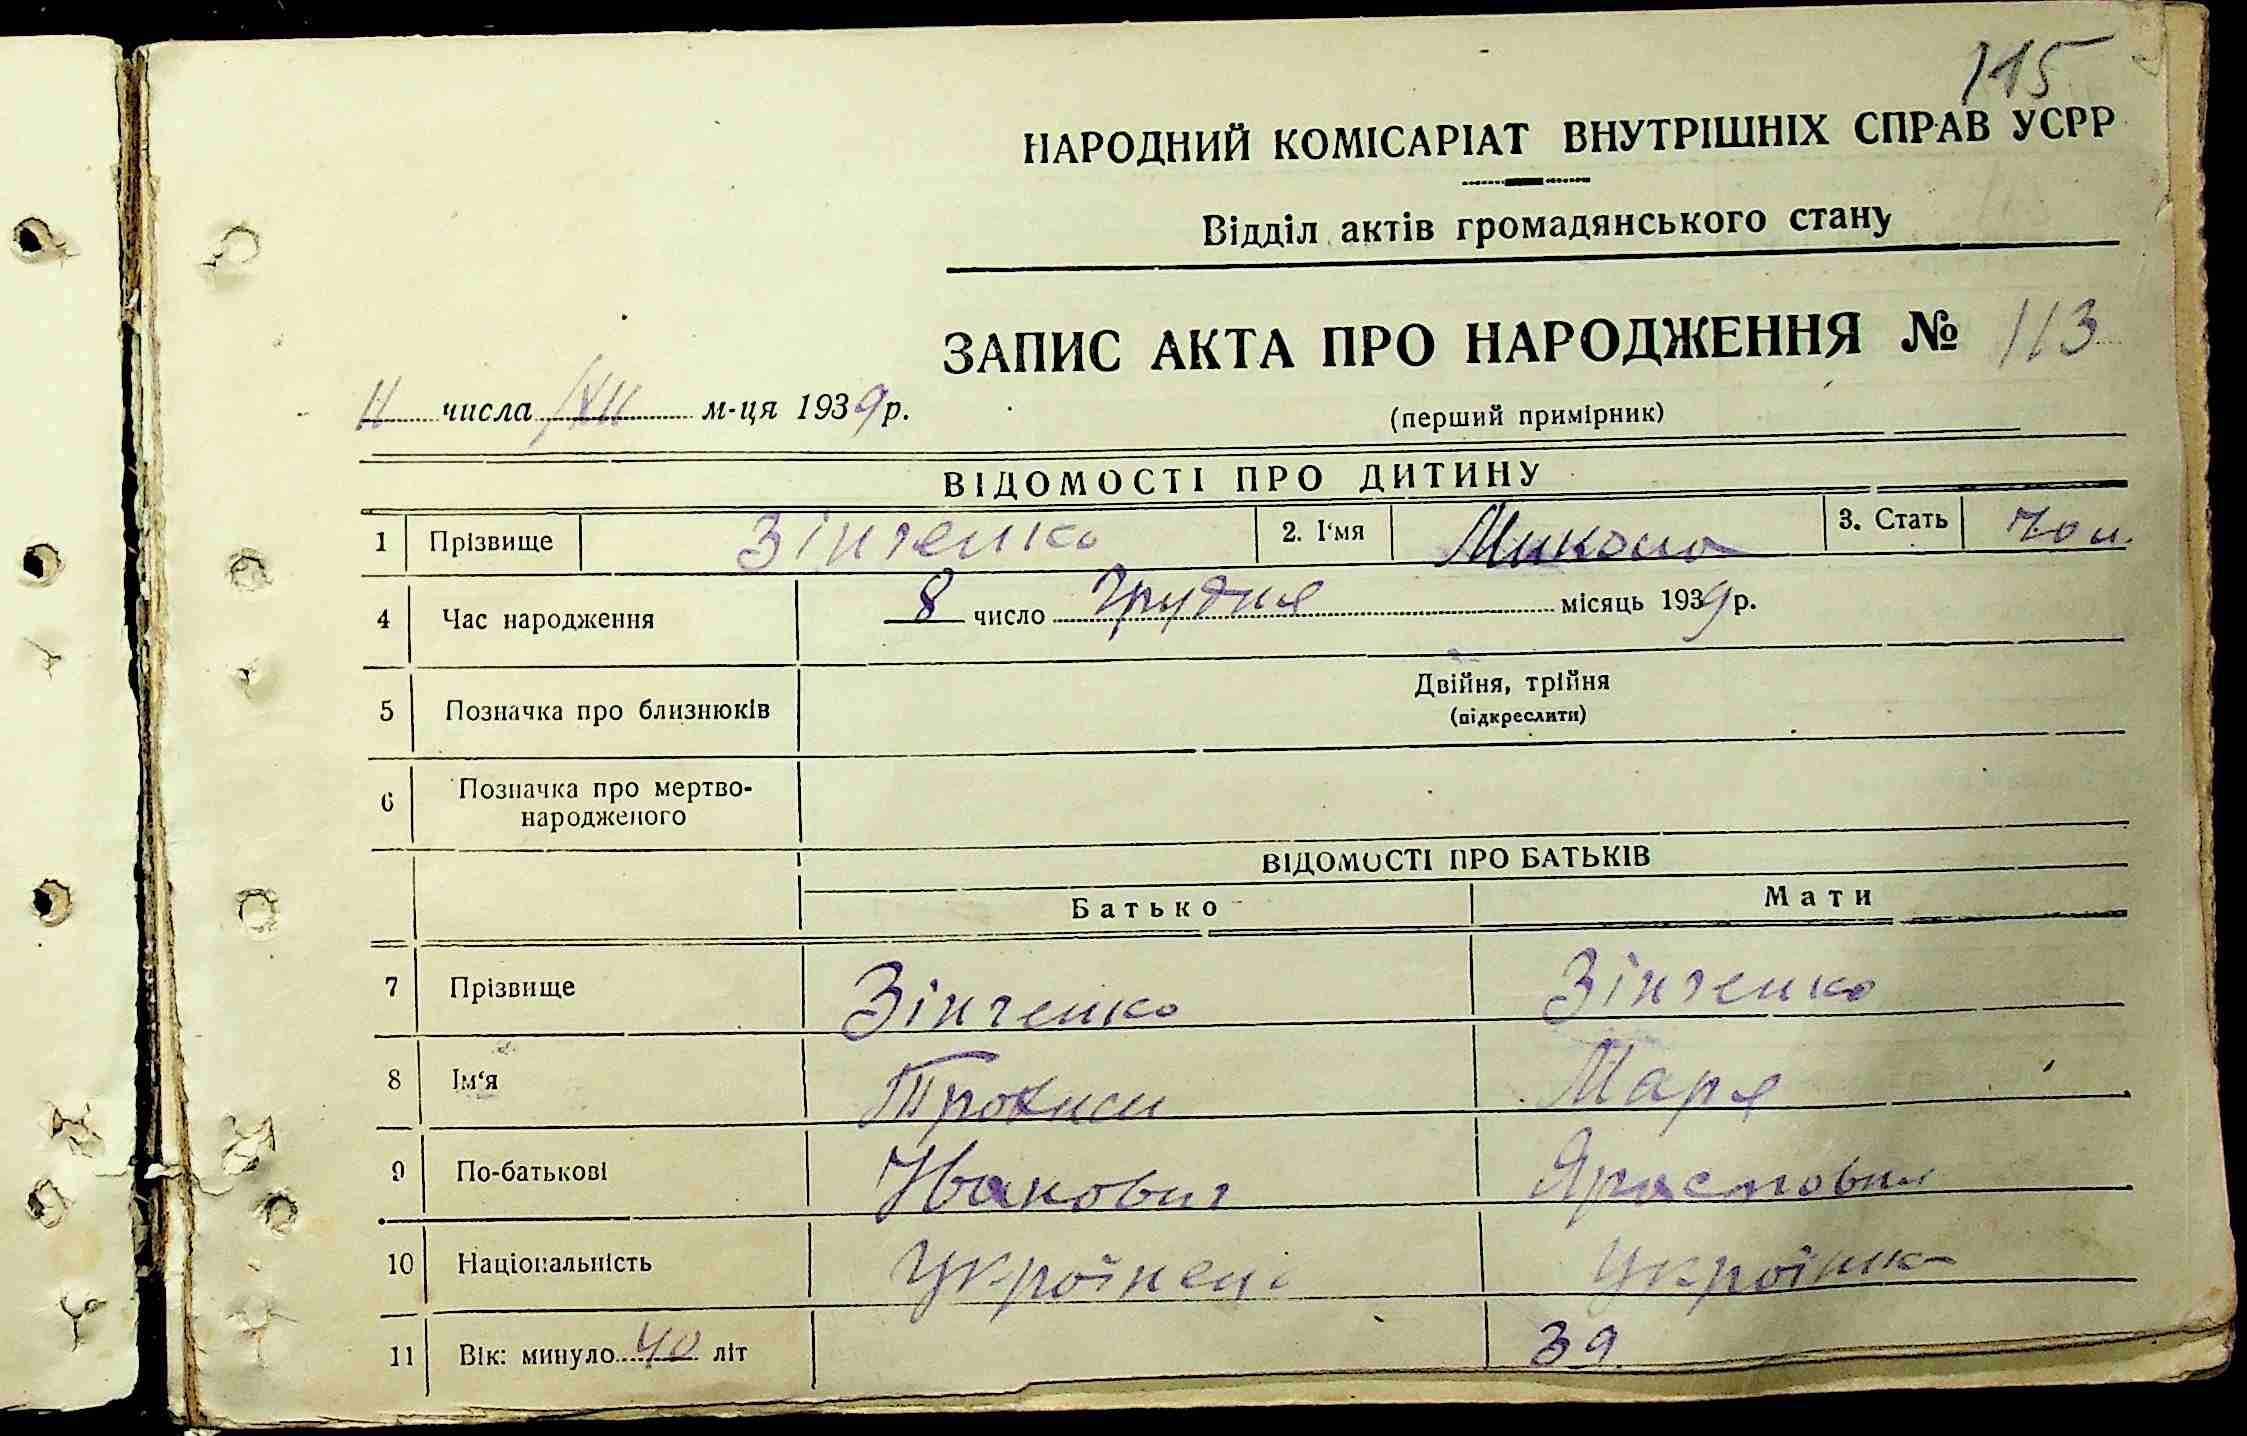 115
НАРОДНИЙ КОМІСАРІАТ ВНУТРІШНІХ СПРАВ УСРР
Відділ актів громадянського стану
ЗАПИС АКТА ПРО НАРОДЖЕННЯ № 113
11 числа XII м-ця 1939 р.
(перший примірник)
ВІДОМОСТІ ПРО ДИТИНУ
1 Прізвище Зінченко 2. І'мя Микола 3. Стать чол.
4 Час народження 8 число Грудня місяць 1939 р.
5 Позначка про близнюків Двійня, трійня
(підкреслити)
6 Позначка про мертво-
народженого
ВІДОМОСТІ ПРО БАТЬКІВ
Батько Мати
7 Прізвище Зінченко Зінченко
8 Ім'я Маря
9 По-батькові Іванович
10 Національність Українець Українка
11 Вік: минуло 40 літ 39